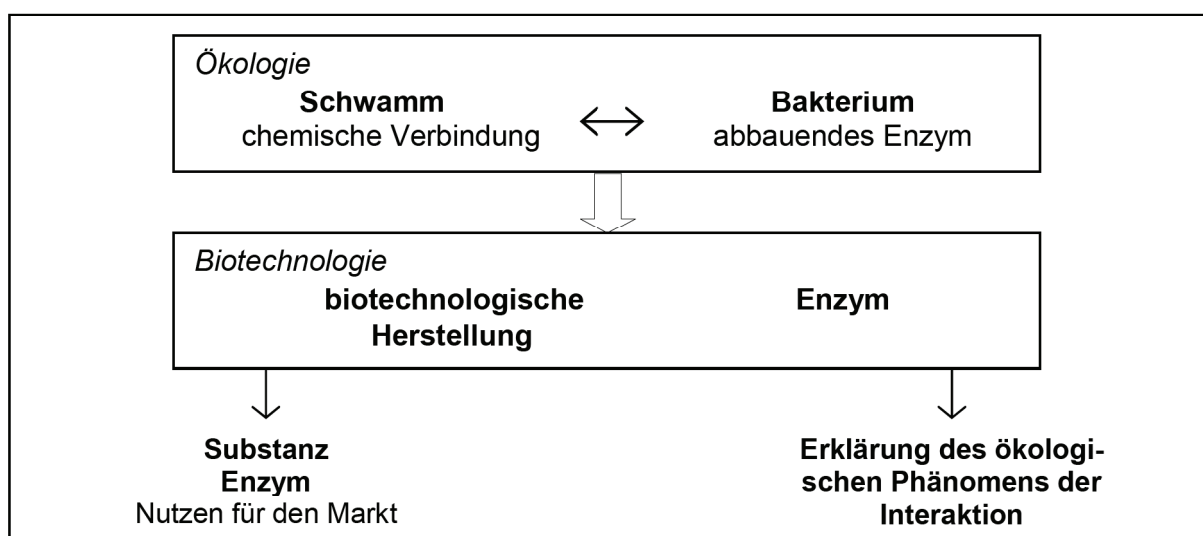 Ökologie
Schwamm
chemische Verbindung
Bakterium
abbauendes Enzym
Biotechnologie
biotechnologische
Herstellung
Enzym
Substanz
Enzym
Nutzen für den Markt
Erklärung des ökologi-
schen Phänomens der
Interaktion